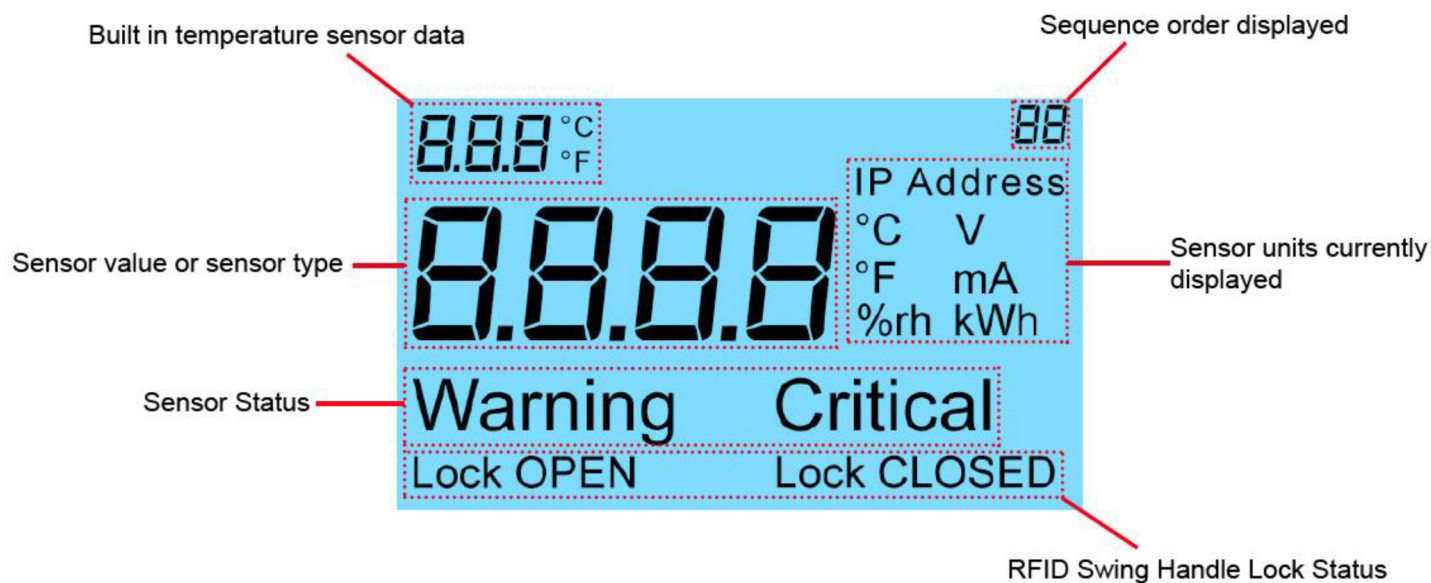 Built in temperature sensor data
Sequence order displayed
8.8.8 °C
°F
88
IP Address
°C V
°F mA
%rh kWh
Sensor value or sensor type
8.8.8.8
Sensor units currently
displayed
Sensor Status
Warning Critical
Lock OPEN Lock CLOSED
RFID Swing Handle Lock Status